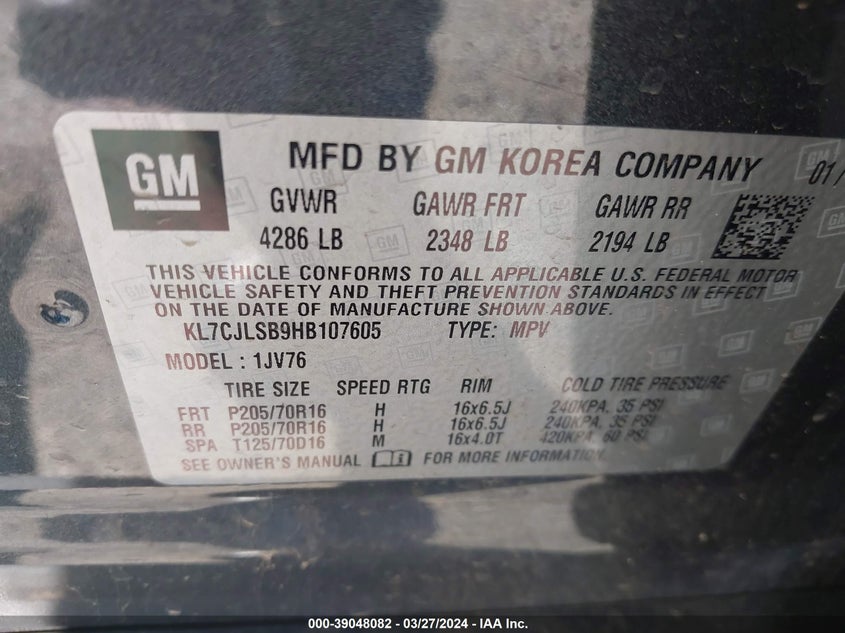 GM
MFD BY GM KOREA COMPANY 01/
GVWR GAWR FRT GAWR RR
4286 LB 2348 LB 2194 LB
THIS VEHICLE CONFORMS TO ALL APPLICABLE U.S. FEDERAL MOTOR
VEHICLE SAFETY AND THEFT PREVENTION STANDARDS IN EFFECT
ON THE DATE OF MANUFACTURE SHOWN ABOVE.
KL7CJLSB9HB107605 TYPE: MPV
MODEL : 1JV76
TIRE SIZE SPEED RTG RIM COLD TIRE PRESSURE
FRT P205/70R16 H 16x6.5J 240KPA, 35 PSI
RR P205/70R16 H 16x6.5J 240KPA, 35 PSI
SPA T125/70D16 M 16x4.0T 420KPA, 60 PSI
SEE OWNER'S MANUAL FOR MORE INFORMATION.
000-39048082 — 03/27/2024 — IAA Inc.